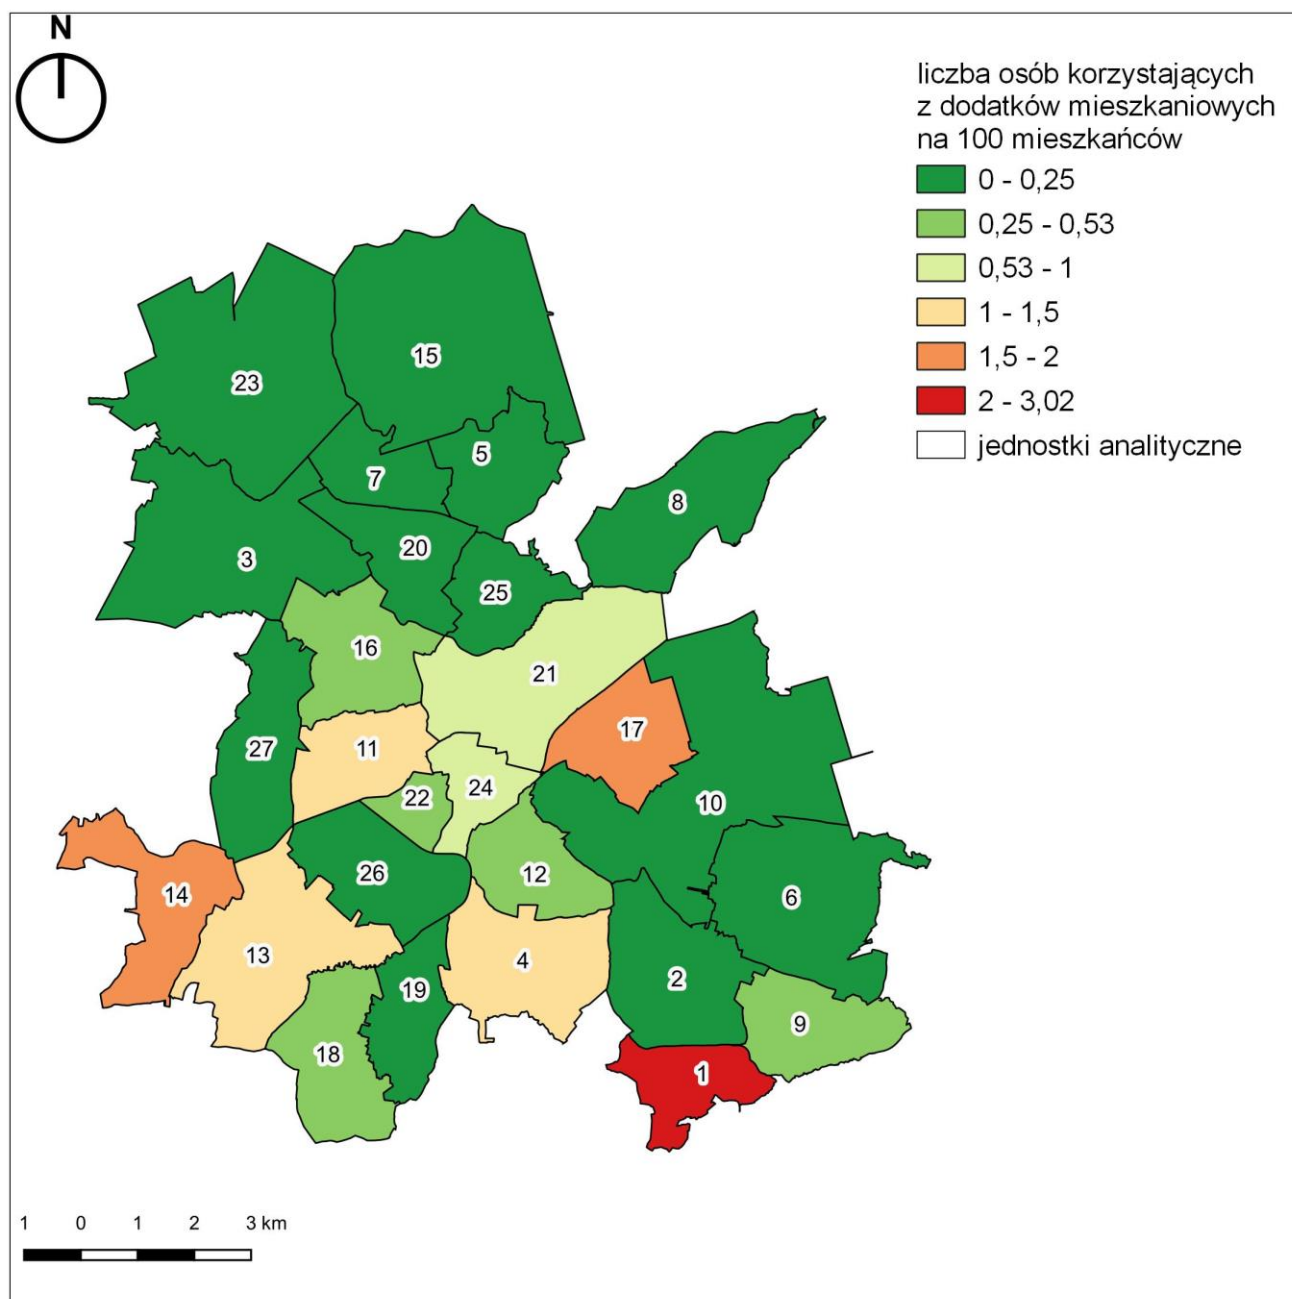 N
liczba osób korzystających
z dodatków mieszkaniowych
na 100 mieszkańców
0 - 0,25
0,25 - 0,53
0,53 - 1
1 - 1,5
1,5 - 2
2 - 3,02
jednostki analityczne
15
23
5
7
8
20
3
25
16
21
17
11
27
24
22
10
26
12
14
6
13
4
2
19
9
18
1
1 0 1 2 3 km